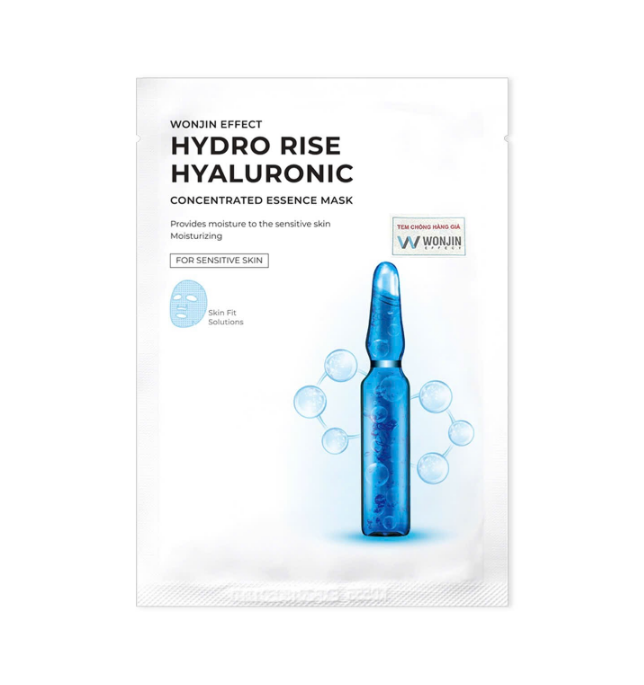 WONJIN EFFECT
HYDRO RISE
HYALURONIC
CONCENTRATED ESSENCE MASK
Provides moisture to the sensitive skin
Moisturizing
FOR SENSITIVE SKIN
Skin Fit
Solutions
TEM CHỐNG HÀNG GIẢ
WONJIN
EFFECT